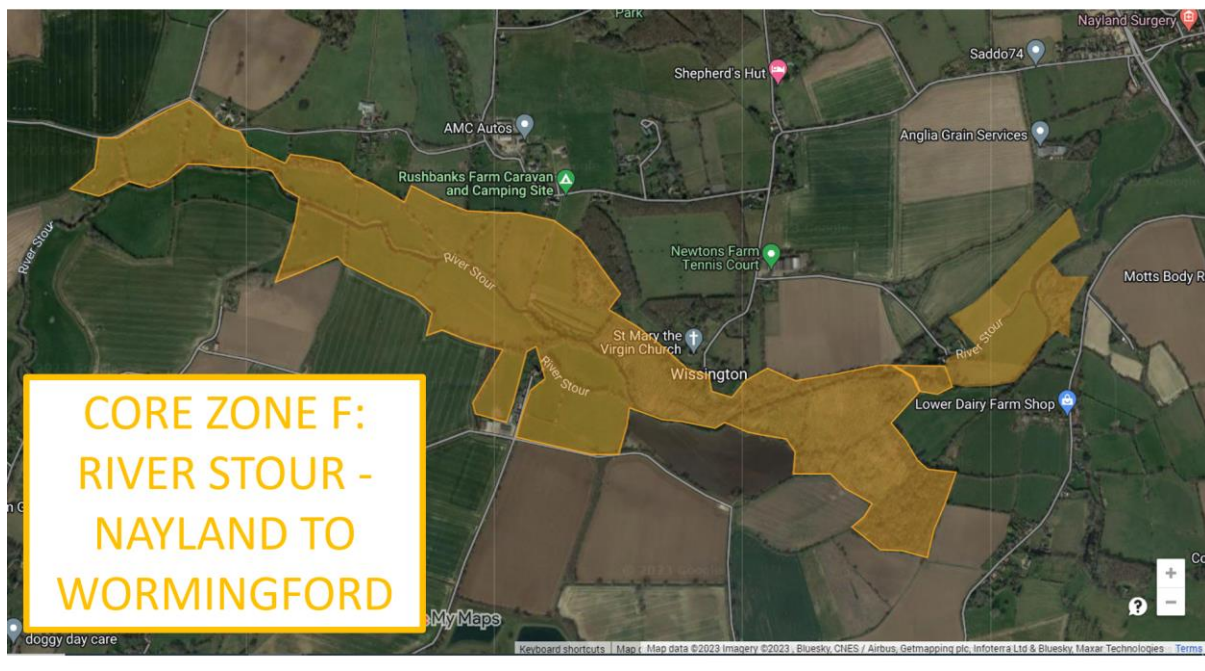 Park
Nayland Surgery
Saddo74
Shepherd's Hut
AMC Autos
Anglia Grain Services
Rushbanks Farm Caravan
and Camping Site
River Stour
River Stour
Newtons Farm
Tennis Court
Motts Body R
St Mary the
Virgin Church
River Stour
River Stour
Wissington
Lower Dairy Farm Shop
CORE ZONE F:
RIVER STOUR -
NAYLAND TO
WORMINGFORD
My Maps
doggy day care
Keyboard shortcuts
Map data ©2023 Imagery ©2023 , Bluesky, CNES / Airbus, Getmapping plc, Infoterra Ltd & Bluesky, Maxar Technologies
Terms